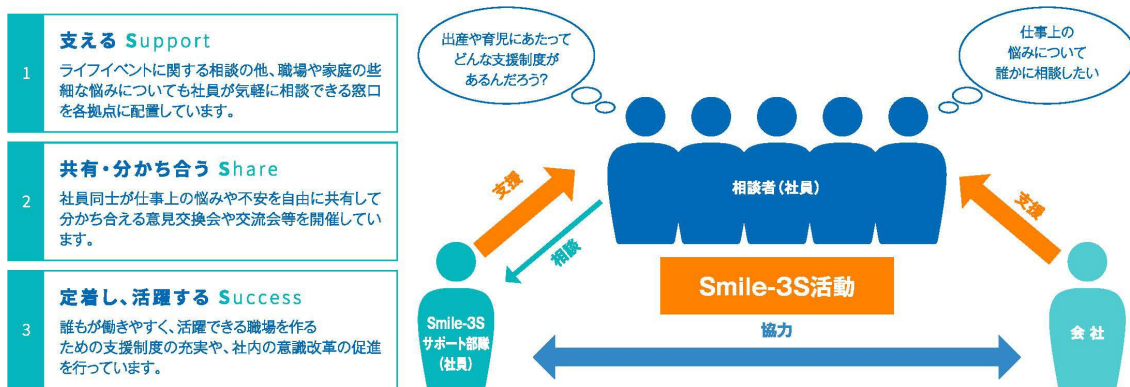 1
支える Support
ライフイベントに関する相談の他、職場や家庭の些
細な悩みについても社員が気軽に相談できる窓口
を各拠点に配置しています。
2
共有・分かち合う Share
社員同士が仕事上の悩みや不安を自由に共有して
分かち合える意見交換会や交流会等を開催してい
ます。
3
定着し、活躍する Success
誰もが働きやすく、活躍できる職場を作る
ための支援制度の充実や、社内の意識改革の促進
を行っています。
出産や育児にあたって
どんな支援制度が
あるんだろう?
仕事上の
悩みについて
誰かに相談したい
相談者(社員)
支援
相談
支援
Smile-3S活動
協力
Smile-3S
サポート部隊
(社員)
会社